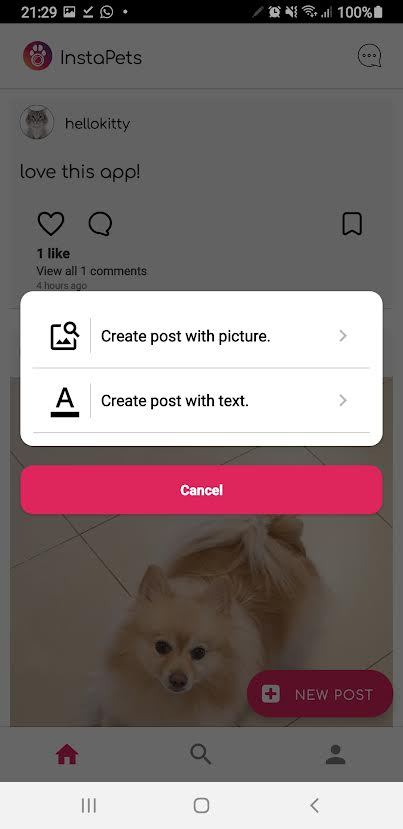 21:29
100%
InstaPets
hellokitty
love this app!
1 like
View all 1 comments
4 hours ago
Create post with picture.
A
Create post with text.
Cancel
NEW POST